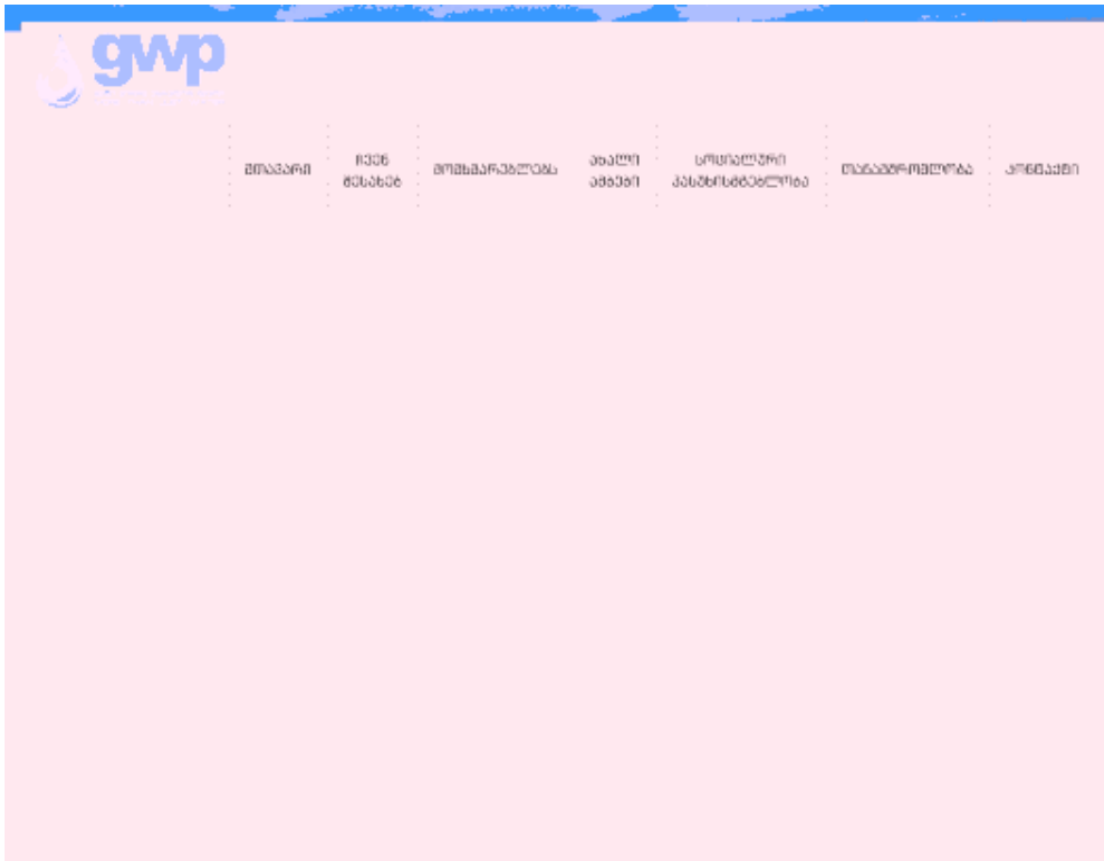 gwp
მთავარი
ჩვენ
შესახებ
მომხმარებლებს
ახალი
ამბები
სოციალური
პასუხისმგებლობა
თანამშრომლობა
კონტაქტი